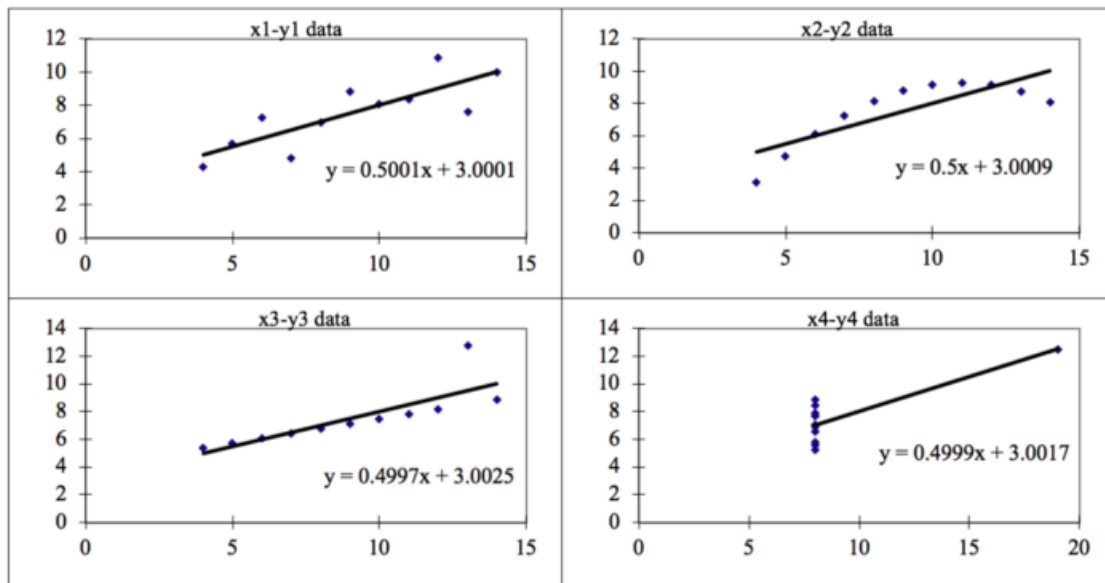 x1-y1 data
12
10
8
6
4
2
0
y = 0.5001x + 3.0001
0 5 10 15
x2-y2 data
12
10
8
6
4
2
0
y = 0.5x + 3.0009
0 5 10 15
x3-y3 data
14
12
10
8
6
4
2
0
y = 0.4997x + 3.0025
0 5 10 15
x4-y4 data
14
12
10
8
6
4
2
0
y = 0.4999x + 3.0017
0 5 10 15 20